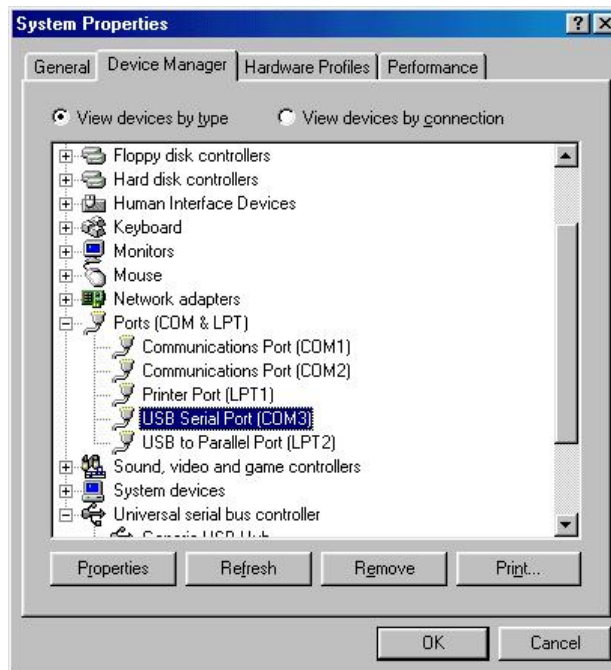 System Properties
General Device Manager Hardware Profiles Performance
View devices by type View devices by connection
Floppy disk controllers
Hard disk controllers
Human Interface Devices
Keyboard
Monitors
Mouse
Network adapters
Ports (COM & LPT)
Communications Port (COM1)
Communications Port (COM2)
Printer Port (LPT1)
USB Serial Port (COM3)
USB to Parallel Port (LPT2)
Sound, video and game controllers
System devices
Universal serial bus controller
Generic USB Hub
Properties Refresh Remove Print...
OK Cancel